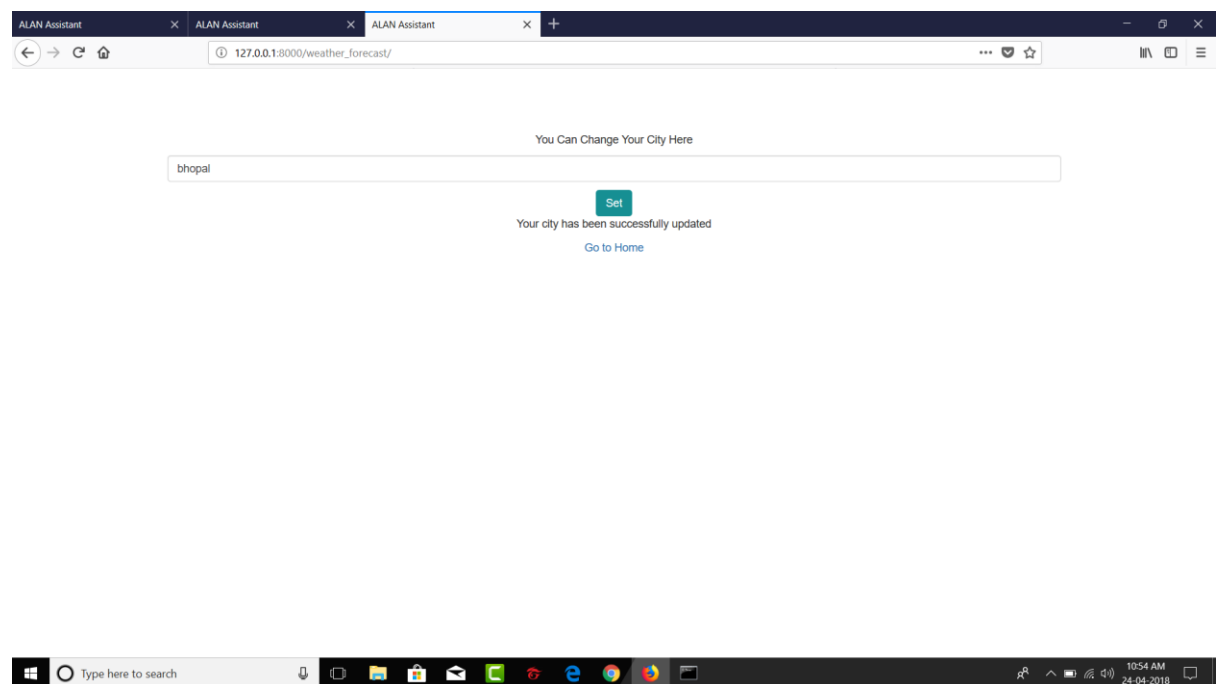 ALAN Assistant
ALAN Assistant
ALAN Assistant
127.0.0.1:8000/weather_forecast/
You Can Change Your City Here
bhopal
Set
Your city has been successfully updated
Go to Home
Type here to search
10:54 AM
24-04-2018